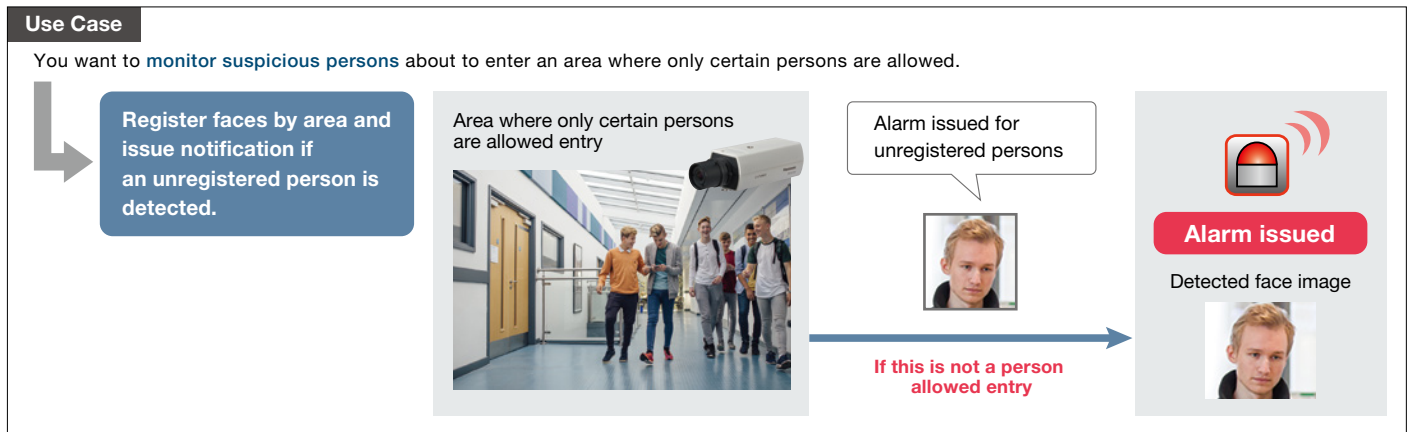 Use Case
You want to monitor suspicious persons about to enter an area where only certain persons are allowed.
Register faces by area and
issue notification if
an unregistered person is
detected.
Area where only certain persons
are allowed entry
Alarm issued for
unregistered persons
If this is not a person
allowed entry
Alarm issued
Detected face image